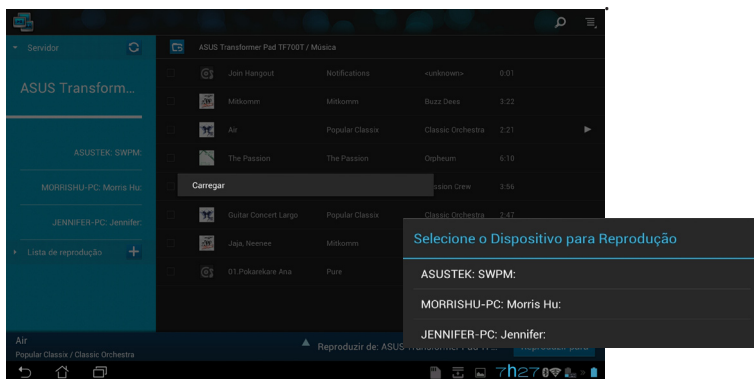 Servidor
ASUS Transformer Pad TF700T / Música
Join Hangout Notifications <unknown> 0:01
ASUS Transform...
Mitkomm Mitkomm Buzz Dees 3:22
Air Popular Classix Classic Orchestra 2:21
ASUSTEK: SWPM:
The Passion The Passion Orpheum 6:10
MORRISHU-PC: Morris Hu:
Carregar
Crew 3:56
JENNIFER-PC: Jennifer:
Guitar Concert Largo Popular Classix Classic Orchestra 2:47
Jaja, Neenee Mitkomm
Lista de reprodução
01.Pokarekare Ana Pure
Selecione o Dispositivo para Reprodução
ASUSTEK: SWPM:
MORRISHU-PC: Morris Hu:
JENNIFER-PC: Jennifer:
Air
Popular Classix / Classic Orchestra
Reproduzir de: ASUS
Reproduzir para
7h27